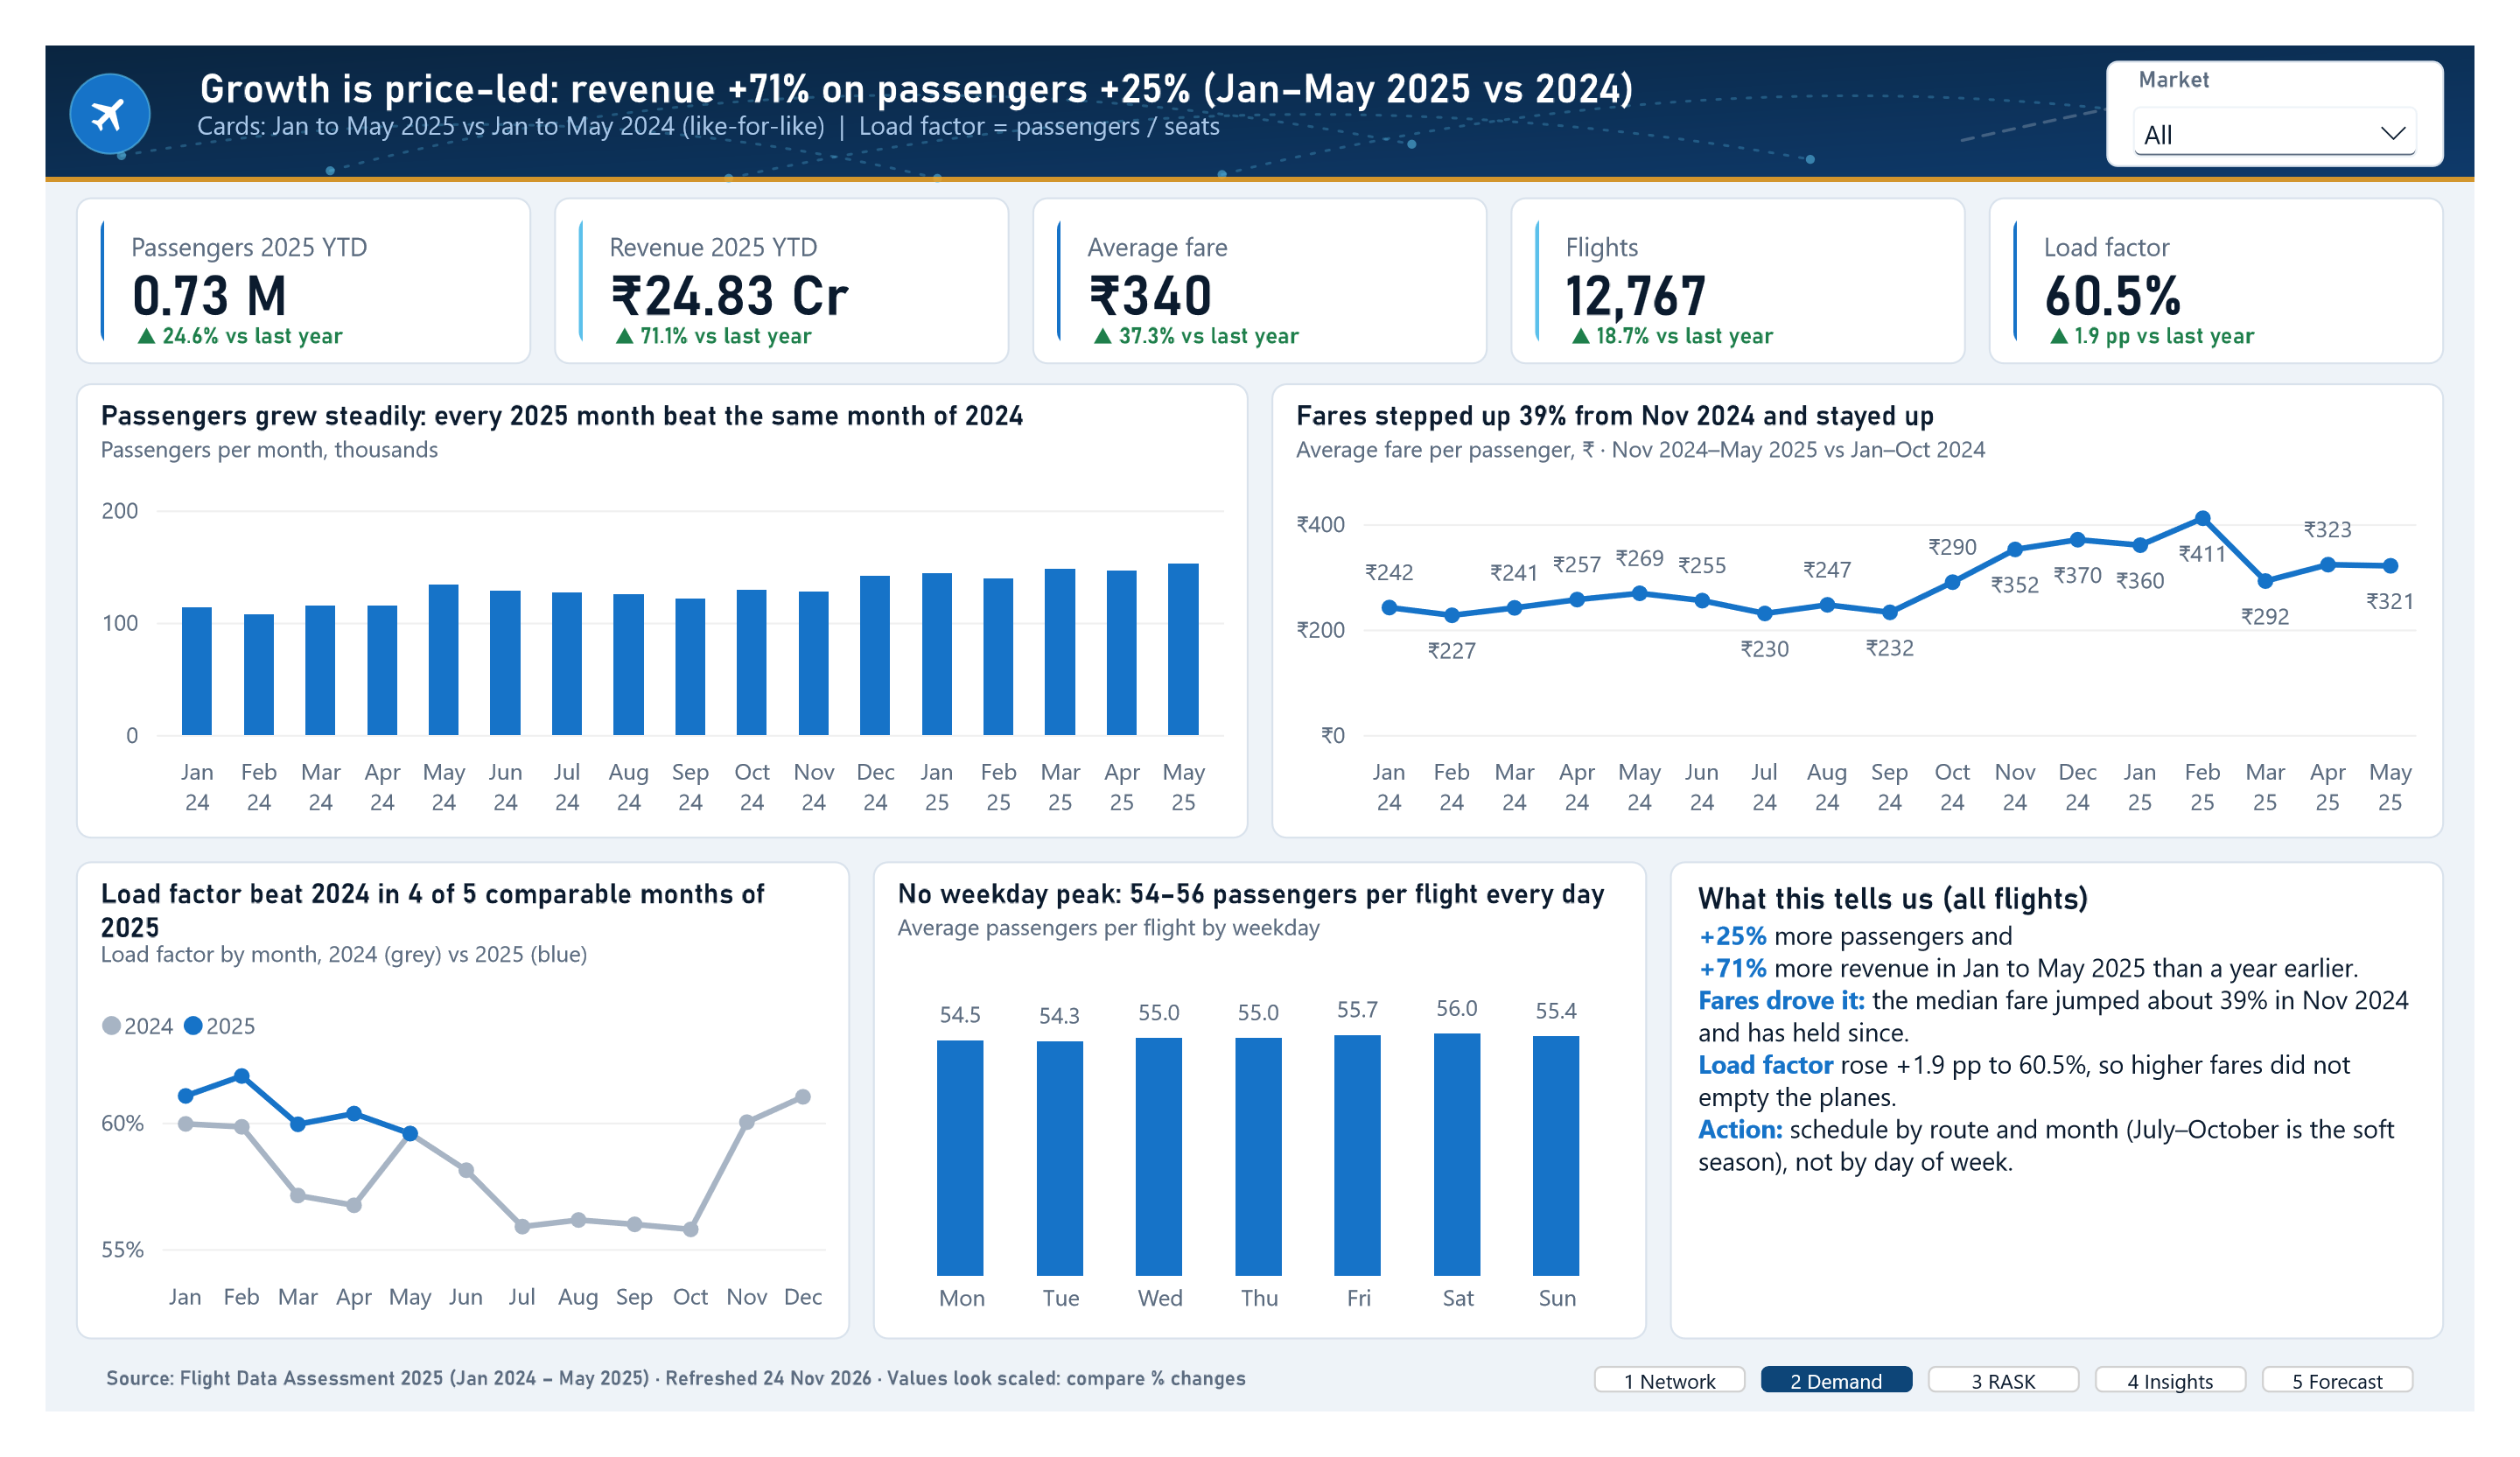 Growth is price-led: revenue +71% on passengers +25% (Jan–May 2025 vs 2024)
Cards: Jan to May 2025 vs Jan to May 2024 (like-for-like) | Load factor = passengers / seats
Market
All
Passengers 2025 YTD
0.73 M
▲ 24.6% vs last year
Revenue 2025 YTD
₹24.83 Cr
▲ 71.1% vs last year
Average fare
₹340
▲ 37.3% vs last year
Flights
12,767
▲ 18.7% vs last year
Load factor
60.5%
▲ 1.9 pp vs last year
Passengers grew steadily: every 2025 month beat the same month of 2024
Passengers per month, thousands
200
100
0
Jan Feb Mar Apr May Jun Jul Aug Sep Oct Nov Dec Jan Feb Mar Apr May
24 24 24 24 24 24 24 24 24 24 24 24 25 25 25 25 25
Fares stepped up 39% from Nov 2024 and stayed up
Average fare per passenger, ₹ · Nov 2024–May 2025 vs Jan–Oct 2024
₹400
₹200
₹0
₹242 ₹227 ₹241 ₹257 ₹269 ₹255 ₹230 ₹247 ₹232 ₹290 ₹352 ₹370 ₹360 ₹411 ₹292 ₹323 ₹321
Jan Feb Mar Apr May Jun Jul Aug Sep Oct Nov Dec Jan Feb Mar Apr May
24 24 24 24 24 24 24 24 24 24 24 24 25 25 25 25 25
Load factor beat 2024 in 4 of 5 comparable months of
2025
Load factor by month, 2024 (grey) vs 2025 (blue)
2024 2025
60%
55%
Jan Feb Mar Apr May Jun Jul Aug Sep Oct Nov Dec
No weekday peak: 54–56 passengers per flight every day
Average passengers per flight by weekday
54.5 54.3 55.0 55.0 55.7 56.0 55.4
Mon Tue Wed Thu Fri Sat Sun
What this tells us (all flights)
+25% more passengers and
+71% more revenue in Jan to May 2025 than a year earlier.
Fares drove it: the median fare jumped about 39% in Nov 2024
and has held since.
Load factor rose +1.9 pp to 60.5%, so higher fares did not
empty the planes.
Action: schedule by route and month (July–October is the soft
season), not by day of week.
Source: Flight Data Assessment 2025 (Jan 2024 – May 2025) · Refreshed 24 Nov 2026 · Values look scaled: compare % changes
1 Network
2 Demand
3 RASK
4 Insights
5 Forecast